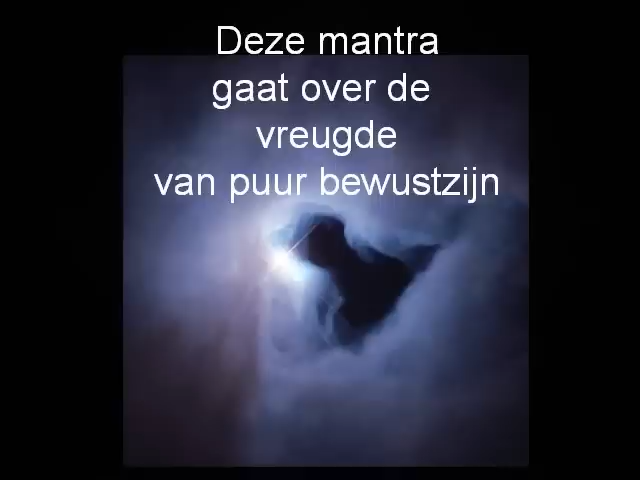 Deze mantra
gaat over de
vreugde
van puur bewustzijn